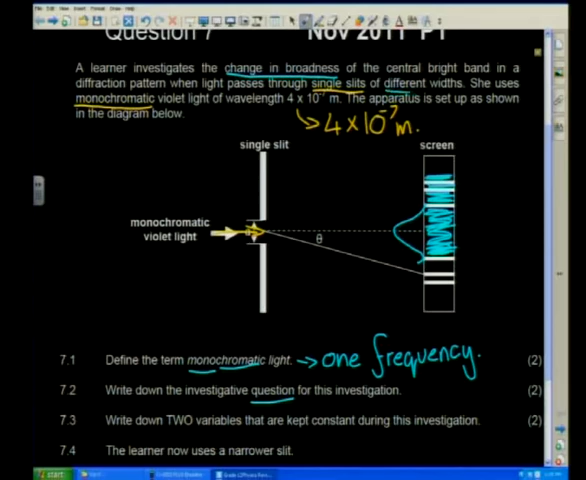 Question 7 Nov 2011 P1
A learner investigates the change in broadness of the central bright band in a
diffraction pattern when light passes through single slits of different widths. She uses
monochromatic violet light of wavelength 4 x 10⁻⁷ m. The apparatus is set up as shown
in the diagram below.
4 x 10⁻⁷ m.
single slit
screen
monochromatic
violet light
θ
7.1 Define the term monochromatic light. → one frequency. (2)
7.2 Write down the investigative question for this investigation. (2)
7.3 Write down TWO variables that are kept constant during this investigation. (2)
7.4 The learner now uses a narrower slit.
start